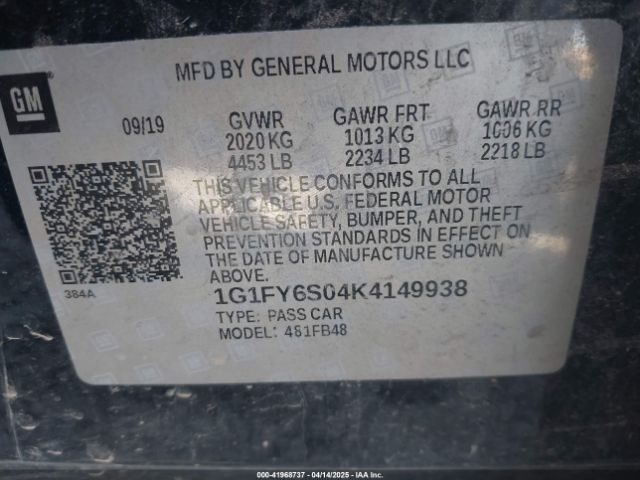 MFD BY GENERAL MOTORS LLC
GM
09/19 GVWR GAWR FRT GAWR RR
2020 KG 1013 KG 1006 KG
4453 LB 2234 LB 2218 LB
THIS VEHICLE CONFORMS TO ALL
APPLICABLE U.S. FEDERAL MOTOR
VEHICLE SAFETY, BUMPER, AND THEFT
PREVENTION STANDARDS IN EFFECT ON
THE DATE OF MANUFACTURE SHOWN
ABOVE.
384A
1G1FY6S04K4149938
TYPE: PASS CAR
MODEL: 481FB48
000-41968737 - 04/14/2025 - IAA Inc.